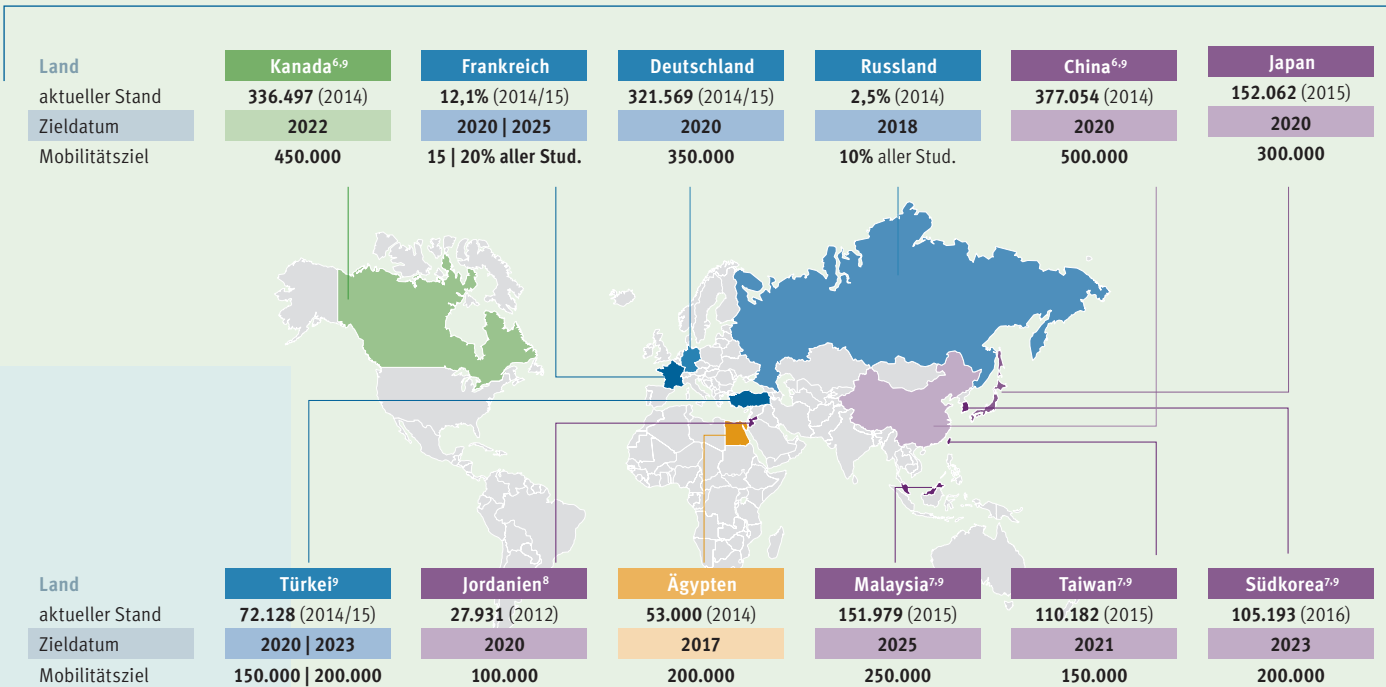 Land Kanada⁶,⁹ Frankreich Deutschland Russland China⁶,⁹ Japan
aktueller Stand 336.497 (2014) 12,1% (2014/15) 321.569 (2014/15) 2,5% (2014) 377.054 (2014) 152.062 (2015)
Zieldatum 2022 2020 | 2025 2020 2018 2020 2020
Mobilitätsziel 450.000 15 | 20% aller Stud. 350.000 10% aller Stud. 500.000 300.000
Land Türkei⁹ Jordanien⁸ Ägypten Malaysia⁷,⁹ Taiwan⁷,⁹ Südkorea⁷,⁹
aktueller Stand 72.128 (2014/15) 27.931 (2012) 53.000 (2014) 151.979 (2015) 110.182 (2015) 105.193 (2016)
Zieldatum 2020 | 2023 2020 2017 2025 2021 2023
Mobilitätsziel 150.000 | 200.000 100.000 200.000 250.000 150.000 200.000